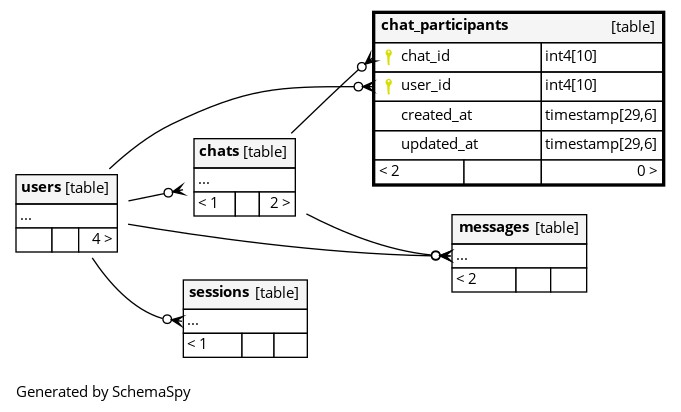 chat_participants [table]
chat_id int4[10]
user_id int4[10]
created_at timestamp[29,6]
updated_at timestamp[29,6]
< 2 0 >
chats [table]
...
< 1 2 >
users [table]
...
4 >
messages [table]
...
< 2
sessions [table]
...
< 1
Generated by SchemaSpy